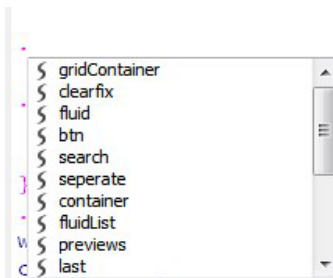 .
gridContainer
clearfix
.
fluid
btn
search
seperate
}
container
.
fluidList
w
previews
c
last